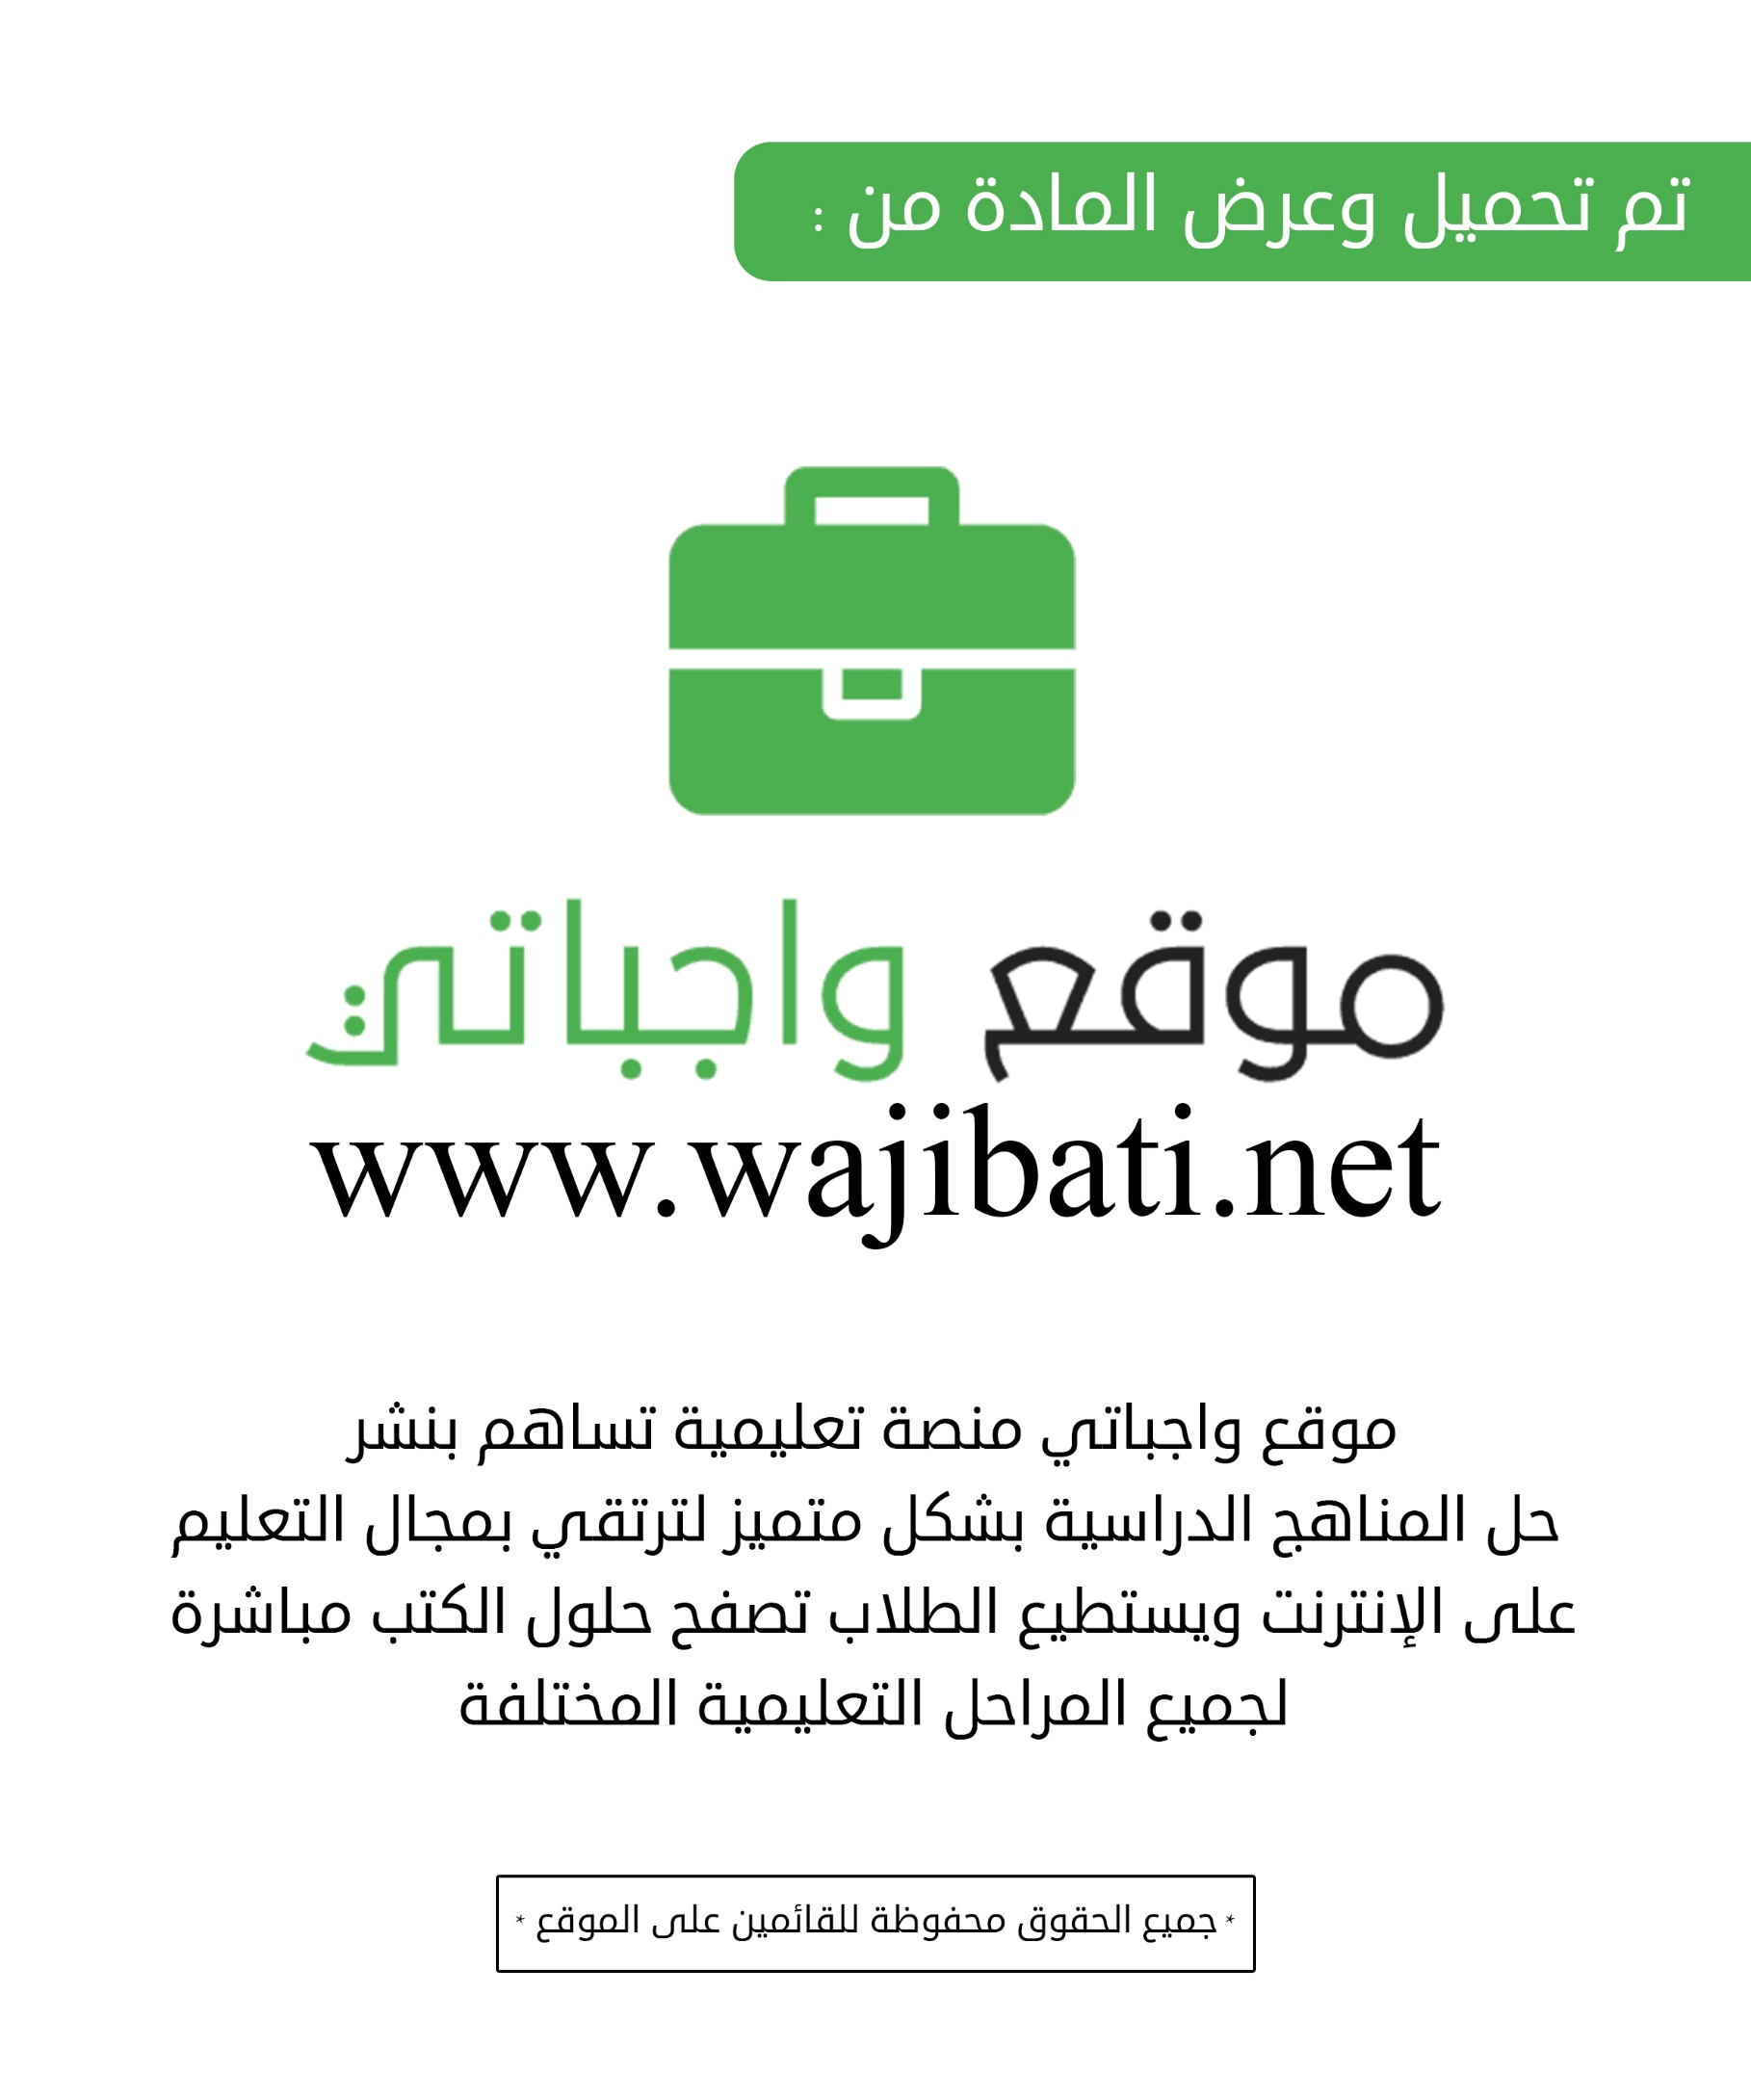 تم تحميل وعرض المادة من :
موقع واجباتي
www.wajibati.net
موقع واجباتي منصة تعليمية تساهم بنشر
حل المناهج الدراسية بشكل متميز لترتقي بمجال التعليم
على الإنترنت ويستطيع الطلاب تصفح حلول الكتب مباشرة
لجميع المراحل التعليمية المختلفة
* جميع الحقوق محفوظة للقائمين على الموقع *